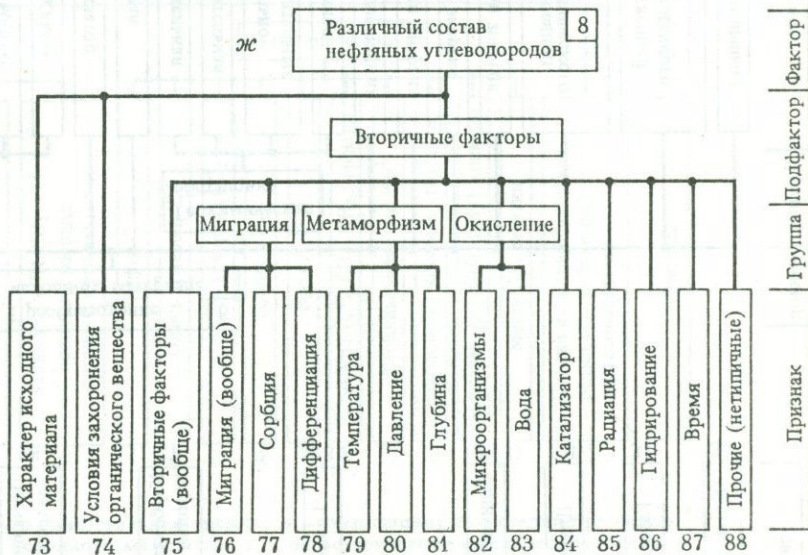 ж
Различный состав
нефтяных углеводородов
8
Вторичные факторы
Миграция
Метаморфизм
Окисление
Характер исходного
материала
Условия захоронения
органического вещества
Вторичные факторы
(вообще)
Миграция (вообще)
Сорбция
Дифференциация
Температура
Давление
Глубина
Микроорганизмы
Вода
Катализатор
Радиация
Гидрирование
Время
Прочие (нетипичные)
73 74 75 76 77 78 79 80 81 82 83 84 85 86 87 88
Фактор
Подфактор
Группа
Признак